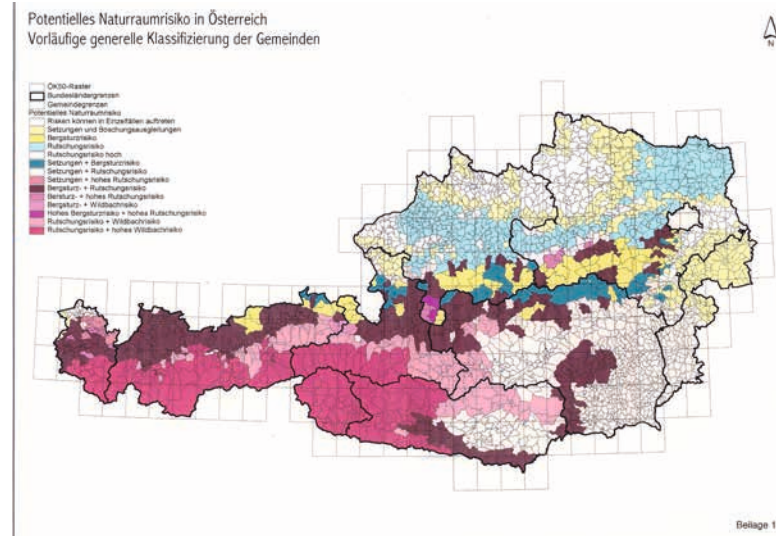 Potentielles Naturraumrisiko in Österreich
Vorläufige generelle Klassifizierung der Gemeinden
N
ÖK50-Raster
Bundesländergrenzen
Gemeindegrenzen
Potentielles Naturraumrisiko
Risken können in Einzelfällen auftreten
Setzungen und Böschungsausgleitungen
Bergsturzrisiko
Rutschungsrisiko
Rutschungsrisiko hoch
Setzungen + Bergsturzrisiko
Setzungen + Rutschungsrisiko
Setzungen + hohes Rutschungsrisiko
Bergsturz- + Rutschungsrisiko
Bersturz- + hohes Rutschungsrisiko
Bergsturz- + Wildbachrisiko
Hohes Bergsturzrisiko + hohes Rutschungsrisiko
Rutschungsrisiko + Wildbachrisiko
Rutschungsrisiko + hohes Wildbachrisiko
Beilage 1